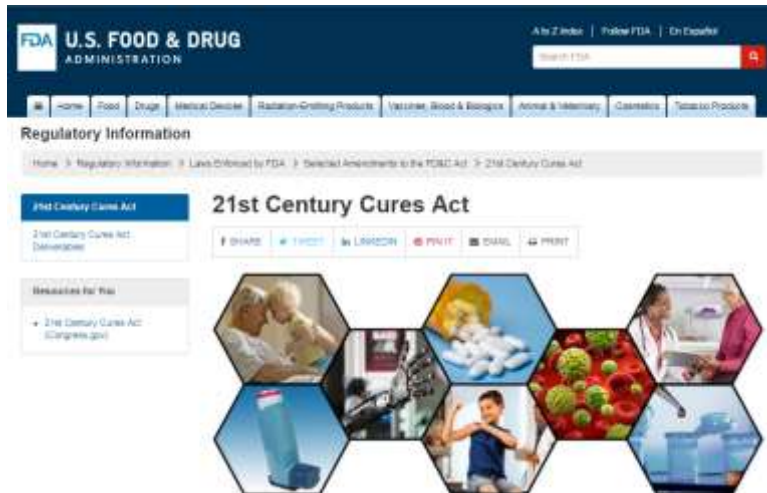 FDA
U.S. FOOD & DRUG
ADMINISTRATION
A to Z Index | Follow FDA | En Español
Search FDA
Home Food Drugs Medical Devices Radiation-Emitting Products Vaccines, Blood & Biologics Animal & Veterinary Cosmetics Tobacco Products
Regulatory Information
Home > Regulatory Information > Laws Enforced by FDA > Selected Amendments to the FD&C Act > 21st Century Cures Act
21st Century Cures Act
21st Century Cures Act
Deliverables
Resources for You
21st Century Cures Act
(Congress.gov)
21st Century Cures Act
SHARE TWEET LINKEDIN PIN IT EMAIL PRINT